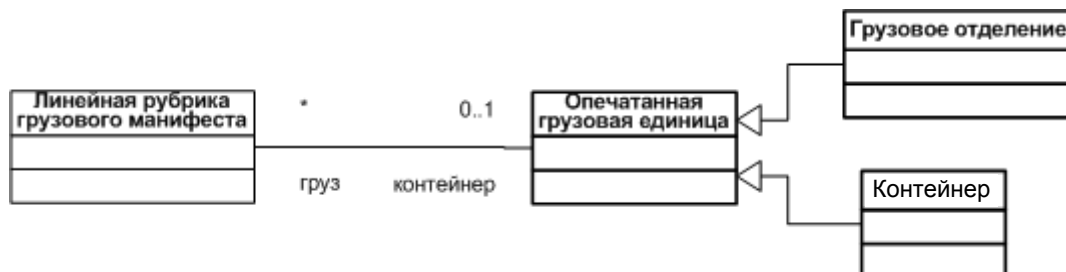 Грузовое отделение
Линейная рубрика
грузового манифеста
*
0..1
Опечатанная
грузовая единица
груз
контейнер
Контейнер